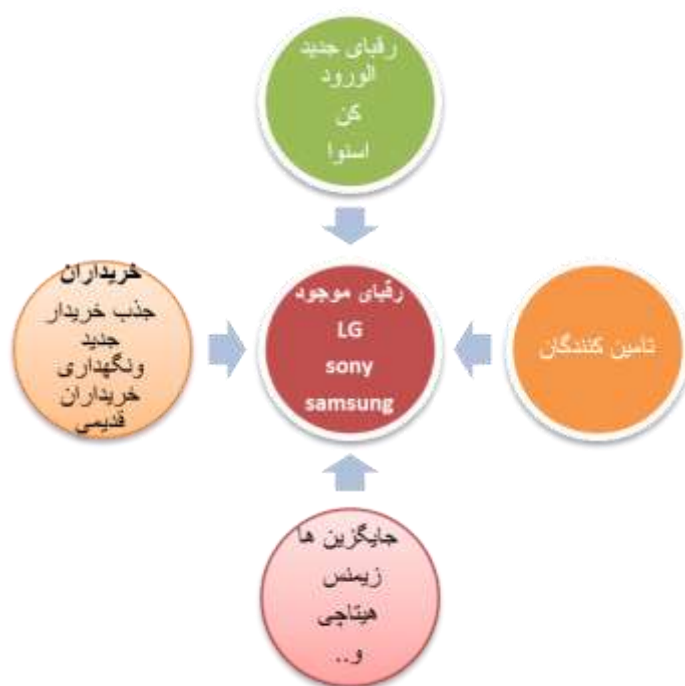 رقبای جدید
الورود
کن
اسنوا
خریداران
جذب خریدار
جدید
ونگهداری
خریداران
قدیمی
رقبای موجود
LG
sony
samsung
تامین کنندگان
جایگزین ها
زیمنس
هیتاچی
و..